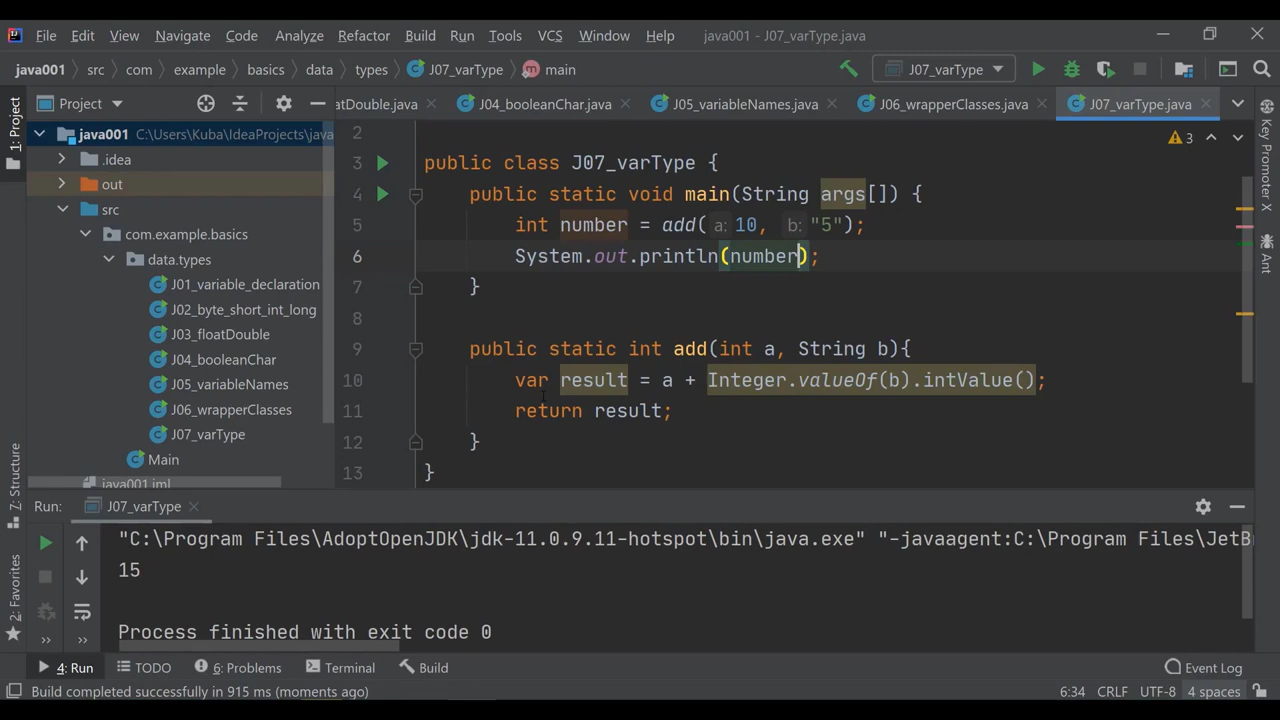 File Edit View Navigate Code Analyze Refactor Build Run Tools VCS Window Help java001 - J07_varType.java
java001 src com example basics data types J07_varType main J07_varType
1: Project
Project
atDouble.java J04_booleanChar.java J05_variableNames.java J06_wrapperClasses.java J07_varType.java
Key Promoter X
Ant
java001 C:\Users\Kuba\IdeaProjects\java
.idea
out
src
com.example.basics
data.types
J01_variable_declaration
J02_byte_short_int_long
J03_floatDouble
J04_booleanChar
J05_variableNames
J06_wrapperClasses
J07_varType
Main
java001.iml
3
2
3 public class J07_varType {
4 public static void main(String args[]) {
5 int number = add( a: 10, b: "5");
6 System.out.println(number);
7 }
8
9 public static int add(int a, String b){
10 var result = a + Integer.valueOf(b).intValue();
11 return result;
12 }
13 }
Z: Structure
2: Favorites
Run: J07_varType
"C:\Program Files\AdoptOpenJDK\jdk-11.0.9.11-hotspot\bin\java.exe" "-javaagent:C:\Program Files\JetB
15
Process finished with exit code 0
4: Run TODO 6: Problems Terminal Build Event Log
Build completed successfully in 915 ms (moments ago) 6:34 CRLF UTF-8 4 spaces